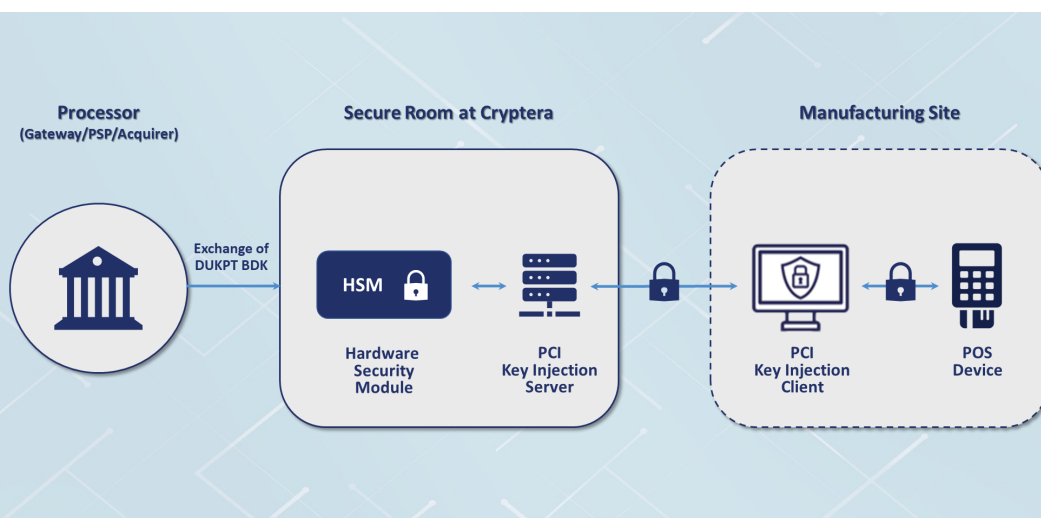 Processor
(Gateway/PSP/Acquirer)
Secure Room at Cryptera
Manufacturing Site
Exchange of
DUKPT BDK
HSM
Hardware
Security
Module
PCI
Key Injection
Server
PCI
Key Injection
Client
POS
Device